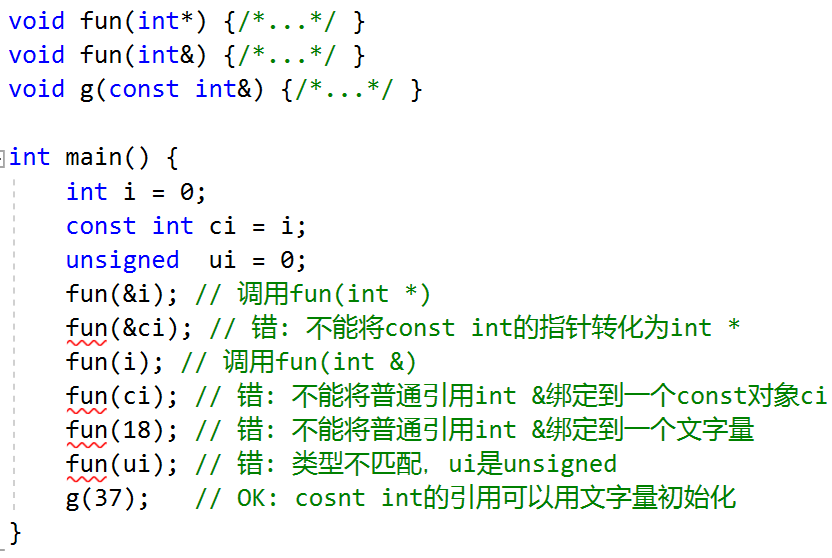 void fun(int*) {/*...*/ }
void fun(int&) {/*...*/ }
void g(const int&) {/*...*/ }
int main() {
int i = 0;
const int ci = i;
unsigned  ui = 0;
fun(&i); // 调用fun(int *)
fun(&ci); // 错: 不能将const int的指针转化为int *
fun(i); // 调用fun(int &)
fun(ci); // 错: 不能将普通引用int &绑定到一个const对象ci
fun(18); // 错: 不能将普通引用int &绑定到一个文字量
fun(ui); // 错: 类型不匹配，ui是unsigned
g(37);   // OK: cosnt int的引用可以用文字量初始化
}